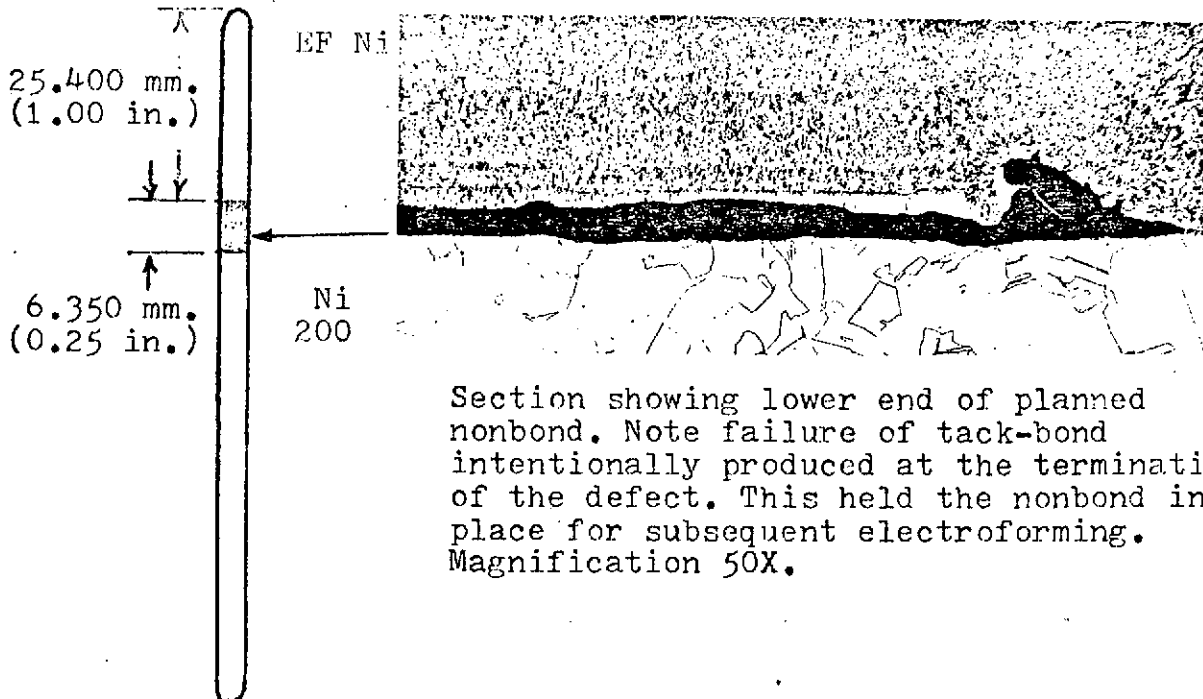 EF Ni
25.400 mm.
(1.00 in.)
6.350 mm.
(0.25 in.)
Ni
200
Section showing lower end of planned
nonbond. Note failure of tack-bond
intentionally produced at the terminati
of the defect. This held the nonbond in
place for subsequent electroforming.
Magnification 50X.